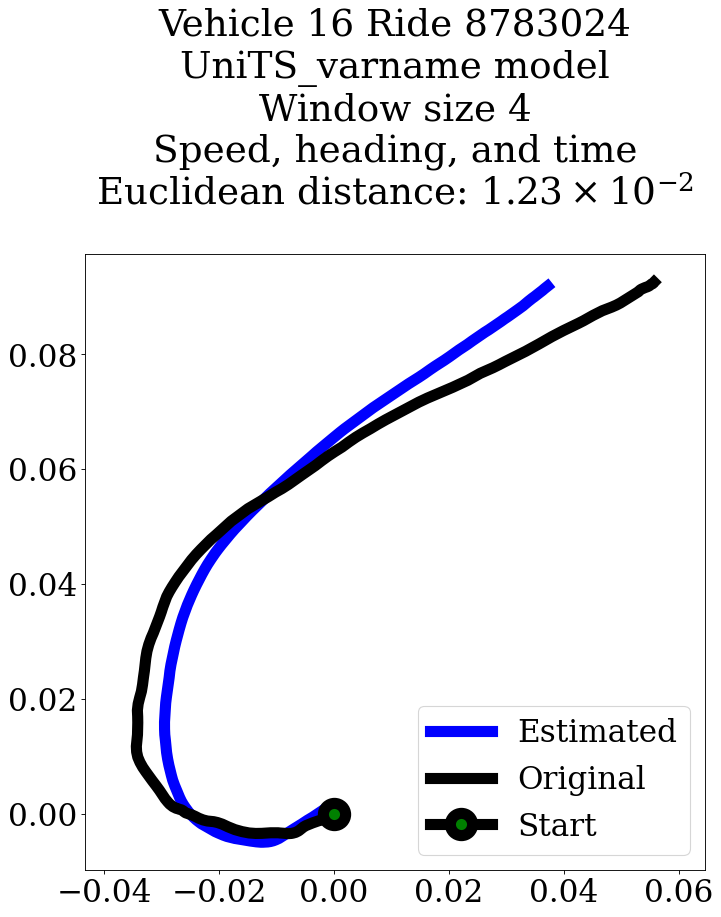 Vehicle 16 Ride 8783024
UniTS_varname model
Window size 4
Speed, heading, and time
Euclidean distance: 1.23 × 10⁻²
0.08
0.06
0.04
0.02
0.00
−0.04 −0.02 0.00 0.02 0.04 0.06
Estimated
Original
Start